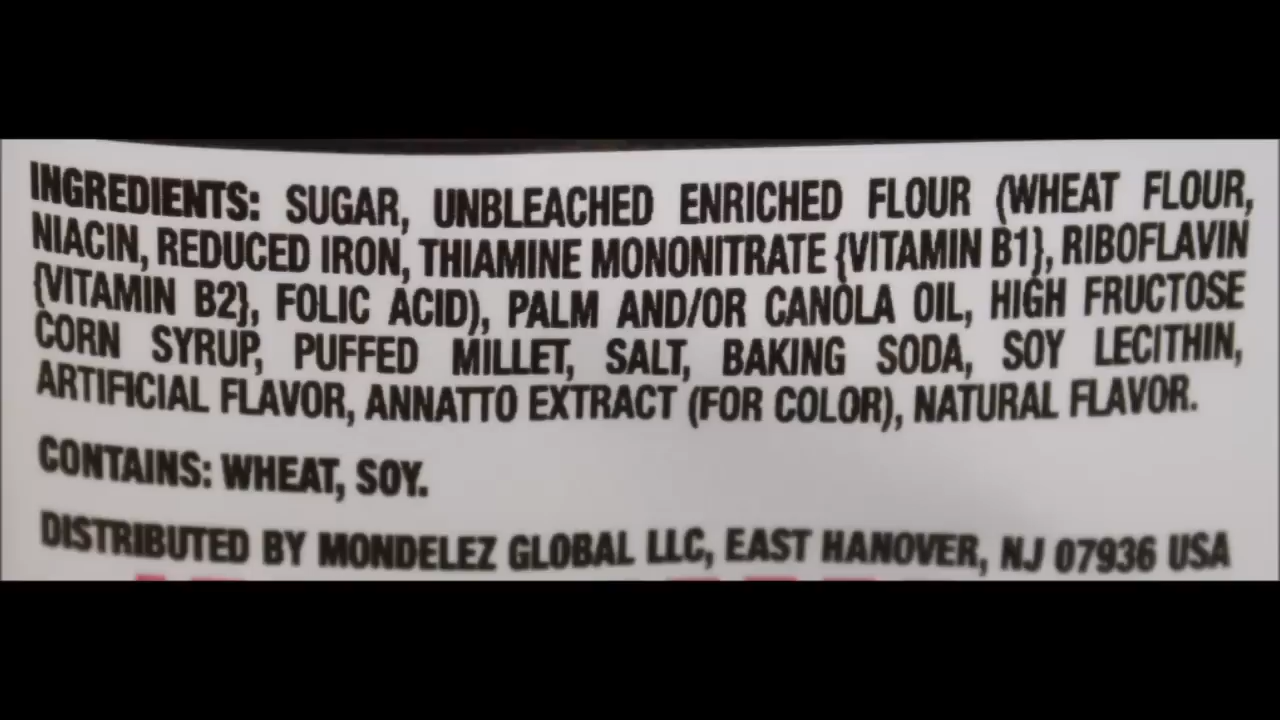 INGREDIENTS: SUGAR, UNBLEACHED ENRICHED FLOUR (WHEAT FLOUR,
NIACIN, REDUCED IRON, THIAMINE MONONITRATE {VITAMIN B1}, RIBOFLAVIN
{VITAMIN B2}, FOLIC ACID), PALM AND/OR CANOLA OIL, HIGH FRUCTOSE
CORN SYRUP, PUFFED MILLET, SALT, BAKING SODA, SOY LECITHIN,
ARTIFICIAL FLAVOR, ANNATTO EXTRACT (FOR COLOR), NATURAL FLAVOR.
CONTAINS: WHEAT, SOY.
DISTRIBUTED BY MONDELEZ GLOBAL LLC, EAST HANOVER, NJ 07936 USA